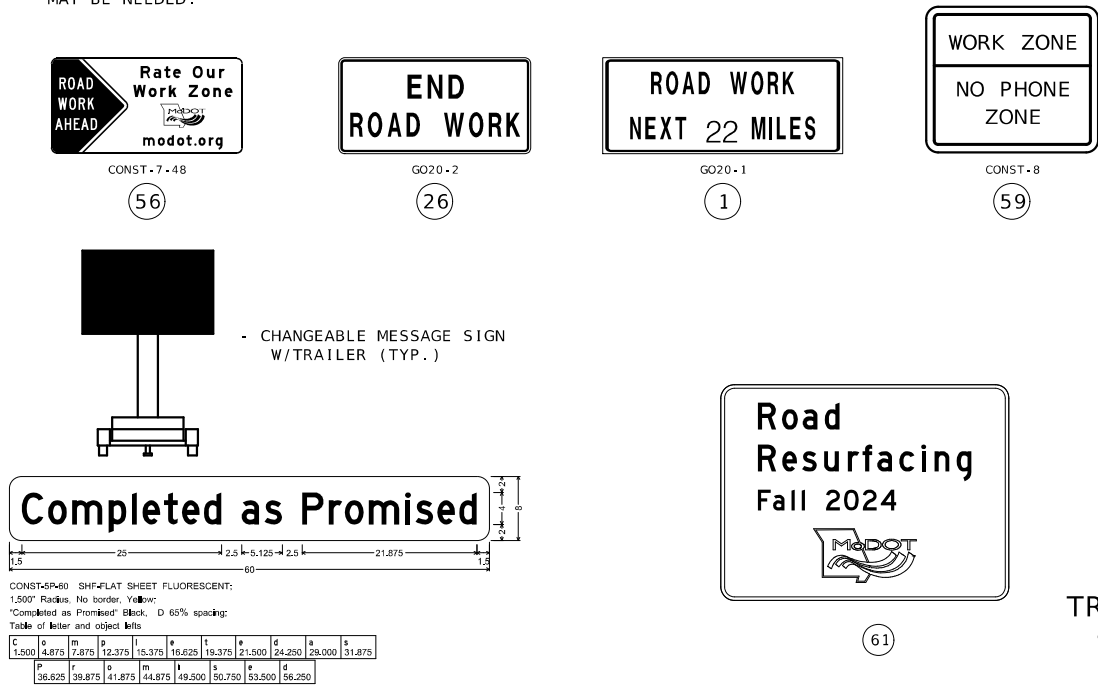 MAY BE NEEDED.
ROAD
WORK
AHEAD
Rate Our
Work Zone
MoDOT
modot.org
CONST-7-48
56
END
ROAD WORK
GO20-2
26
ROAD WORK
NEXT 22 MILES
GO20-1
1
WORK ZONE
NO PHONE
ZONE
CONST-8
59
- CHANGEABLE MESSAGE SIGN
W/TRAILER (TYP.)
Completed as Promised
2
4
2
8
1.5 25 2.5 5.125 2.5 21.875 1.5
60
CONST-5P-60 SHF-FLAT SHEET FLUORESCENT;
1.500" Radius, No border, Yellow;
"Completed as Promised" Black, D 65% spacing;
Table of letter and object lefts
C o m p l e t e d a s
1.500 4.875 7.875 12.375 15.375 16.625 19.375 21.500 24.250 29.000 31.875
P r o m i s e d
36.625 39.875 41.875 44.875 49.500 50.750 53.500 56.250
Road
Resurfacing
Fall 2024
MoDOT
61
TR